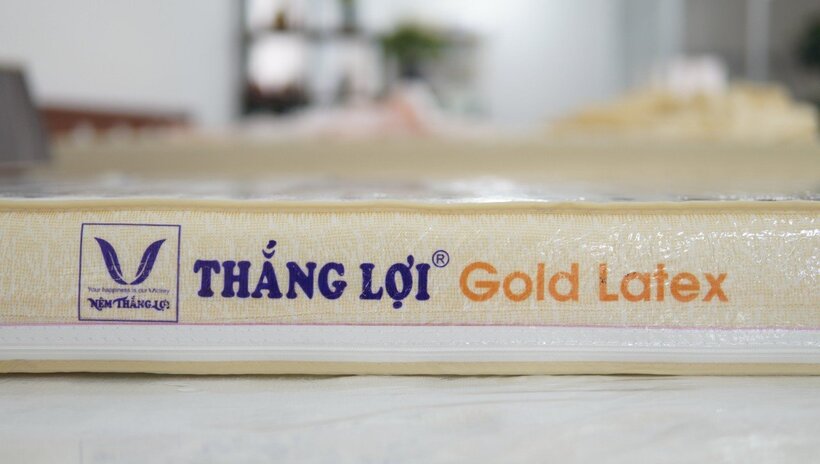 Your happiness is our Victory
NỆM THẮNG LỢI
THẮNG LỢI® Gold Latex